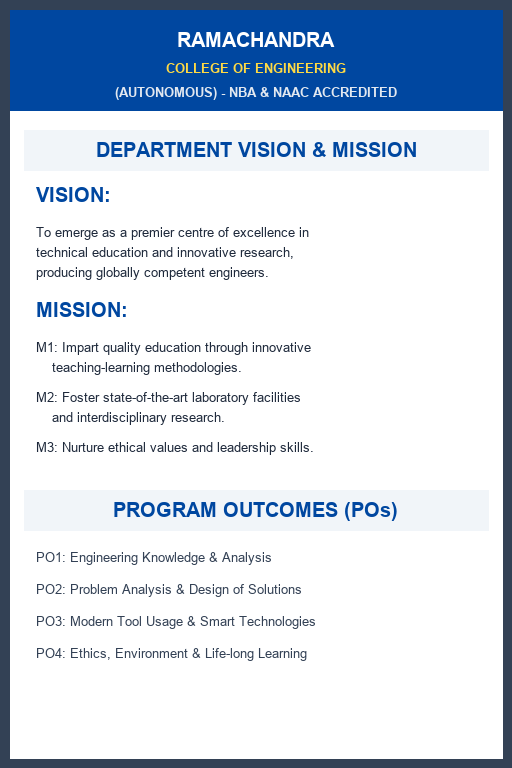 RAMACHANDRA
COLLEGE OF ENGINEERING
(AUTONOMOUS) - NBA & NAAC ACCREDITED
DEPARTMENT VISION & MISSION
VISION:
To emerge as a premier centre of excellence in
technical education and innovative research,
producing globally competent engineers.
MISSION:
M1: Impart quality education through innovative
teaching-learning methodologies.
M2: Foster state-of-the-art laboratory facilities
and interdisciplinary research.
M3: Nurture ethical values and leadership skills.
PROGRAM OUTCOMES (POs)
PO1: Engineering Knowledge & Analysis
PO2: Problem Analysis & Design of Solutions
PO3: Modern Tool Usage & Smart Technologies
PO4: Ethics, Environment & Life-long Learning